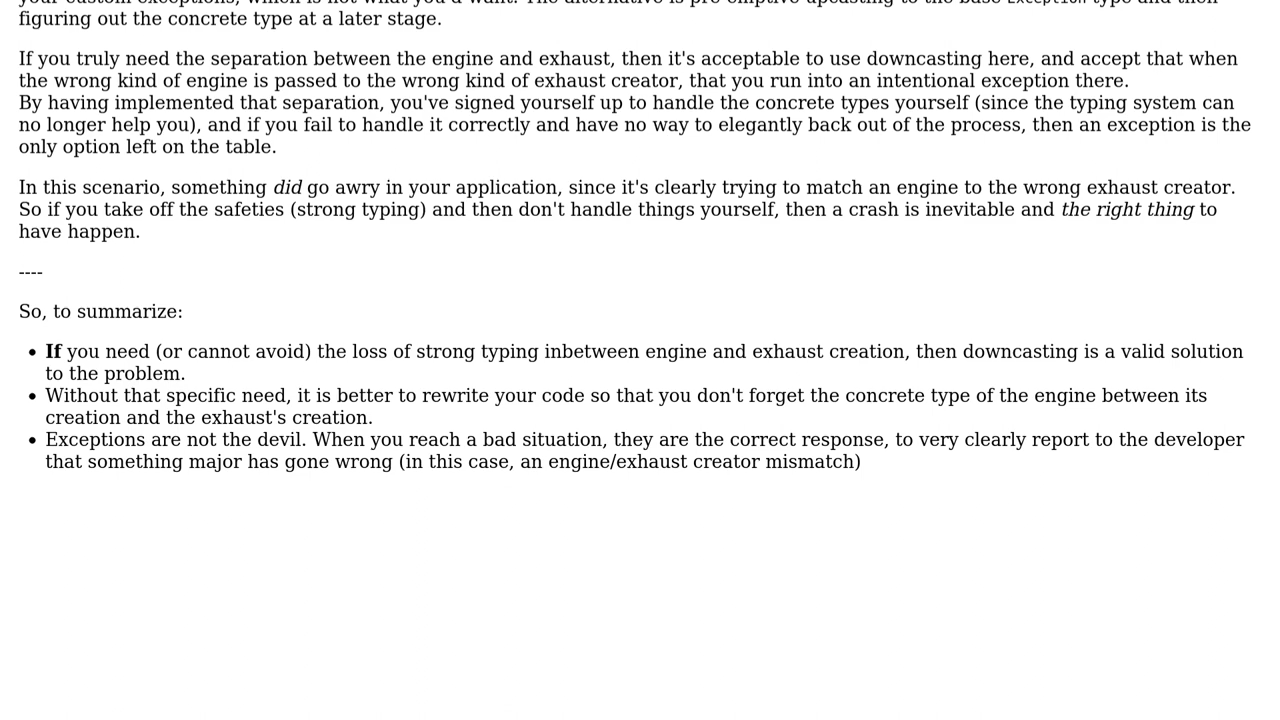 figuring out the concrete type at a later stage.
If you truly need the separation between the engine and exhaust, then it's acceptable to use downcasting here, and accept that when
the wrong kind of engine is passed to the wrong kind of exhaust creator, that you run into an intentional exception there.
By having implemented that separation, you've signed yourself up to handle the concrete types yourself (since the typing system can
no longer help you), and if you fail to handle it correctly and have no way to elegantly back out of the process, then an exception is the
only option left on the table.
In this scenario, something did go awry in your application, since it's clearly trying to match an engine to the wrong exhaust creator.
So if you take off the safeties (strong typing) and then don't handle things yourself, then a crash is inevitable and the right thing to
have happen.
----
So, to summarize:
• If you need (or cannot avoid) the loss of strong typing inbetween engine and exhaust creation, then downcasting is a valid solution
to the problem.
• Without that specific need, it is better to rewrite your code so that you don't forget the concrete type of the engine between its
creation and the exhaust's creation.
• Exceptions are not the devil. When you reach a bad situation, they are the correct response, to very clearly report to the developer
that something major has gone wrong (in this case, an engine/exhaust creator mismatch)